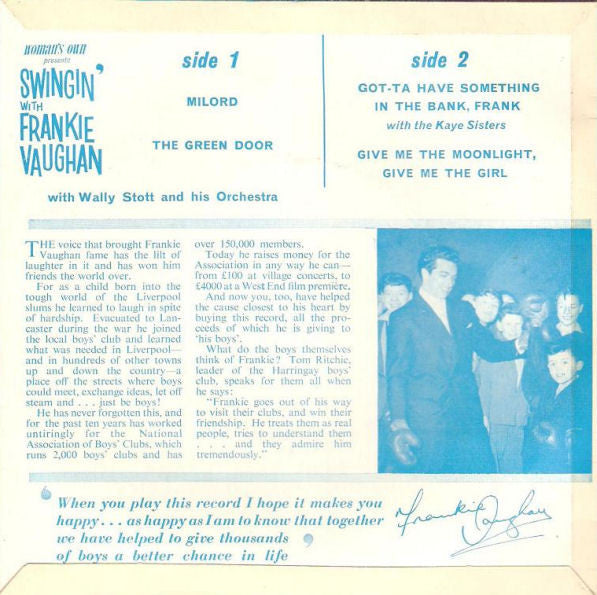 woman's own
presents
SWINGIN'
WITH
FRANKIE
VAUGHAN
side 1
MILORD
THE GREEN DOOR
side 2
GOT-TA HAVE SOMETHING
IN THE BANK, FRANK
with the Kaye Sisters
GIVE ME THE MOONLIGHT,
GIVE ME THE GIRL
with Wally Stott and his Orchestra
THE voice that brought Frankie
Vaughan fame has the lilt of
laughter in it and has won him
friends the world over.
For as a child born into the
tough world of the Liverpool
slums he learned to laugh in spite
of hardship. Evacuated to Lan-
caster during the war he joined
the local boys' club and learned
what was needed in Liverpool—
and in hundreds of other towns
up and down the country—a
place off the streets where boys
could meet, exchange ideas, let off
steam and . . . just be boys!
He has never forgotten this, and
for the past ten years has worked
untiringly for the National
Association of Boys' Clubs, which
runs 2,000 boys' clubs and has
over 150,000 members.
Today he raises money for the
Association in any way he can—
from £100 at village concerts, to
£4000 at a West End film première.
And now you, too, have helped
the cause closest to his heart by
buying this record, all the pro-
ceeds of which he is giving to
'his boys'.
What do the boys themselves
think of Frankie? Tom Ritchie,
leader of the Harringay boys'
club, speaks for them all when
he says:
"Frankie goes out of his way
to visit their clubs, and win their
friendship. He treats them as real
people, tries to understand them
. . . and they admire him
tremendously."
‘When you play this record I hope it makes you
happy . . . as happy as I am to know that together
we have helped to give thousands
of boys a better chance in life’
Frankie Vaughan